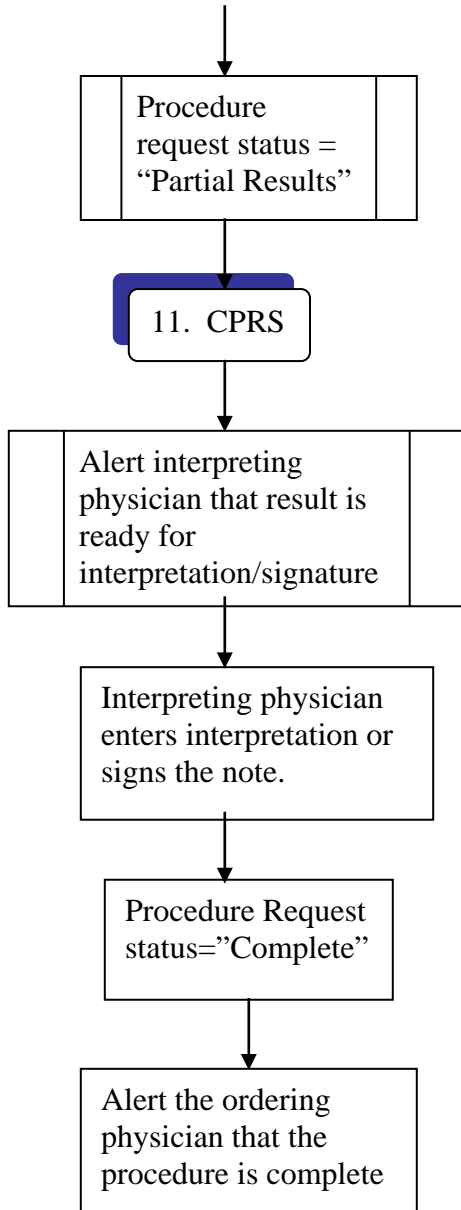 Procedure
request status =
“Partial Results”
11.  CPRS
Alert interpreting
physician that result is
ready for
interpretation/signature
Interpreting physician
enters interpretation or
signs the note.
Procedure Request
status=”Complete”
Alert the ordering
physician that the
procedure is complete